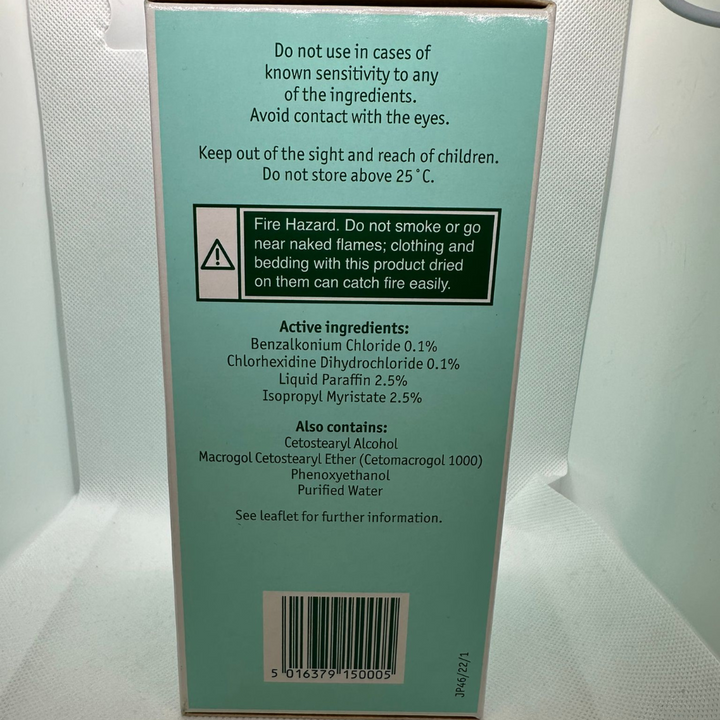 Do not use in cases of
known sensitivity to any
of the ingredients.
Avoid contact with the eyes.
Keep out of the sight and reach of children.
Do not store above 25°C.
Fire Hazard. Do not smoke or go
near naked flames; clothing and
bedding with this product dried
on them can catch fire easily.
Active ingredients:
Benzalkonium Chloride 0.1%
Chlorhexidine Dihydrochloride 0.1%
Liquid Paraffin 2.5%
Isopropyl Myristate 2.5%
Also contains:
Cetostearyl Alcohol
Macrogol Cetostearyl Ether (Cetomacrogol 1000)
Phenoxyethanol
Purified Water
See leaflet for further information.
5 016379 150005
JP46/22/1